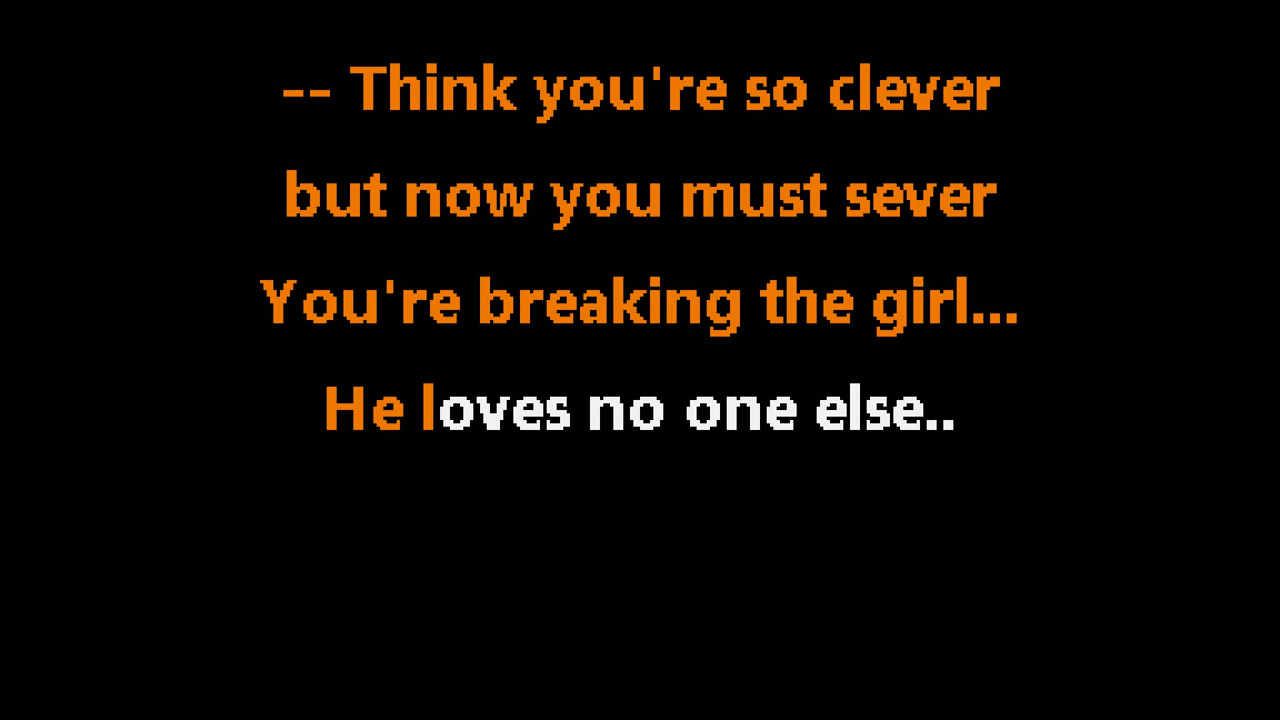 -- Think you're so clever
but now you must sever
You're breaking the girl...
He loves no one else..